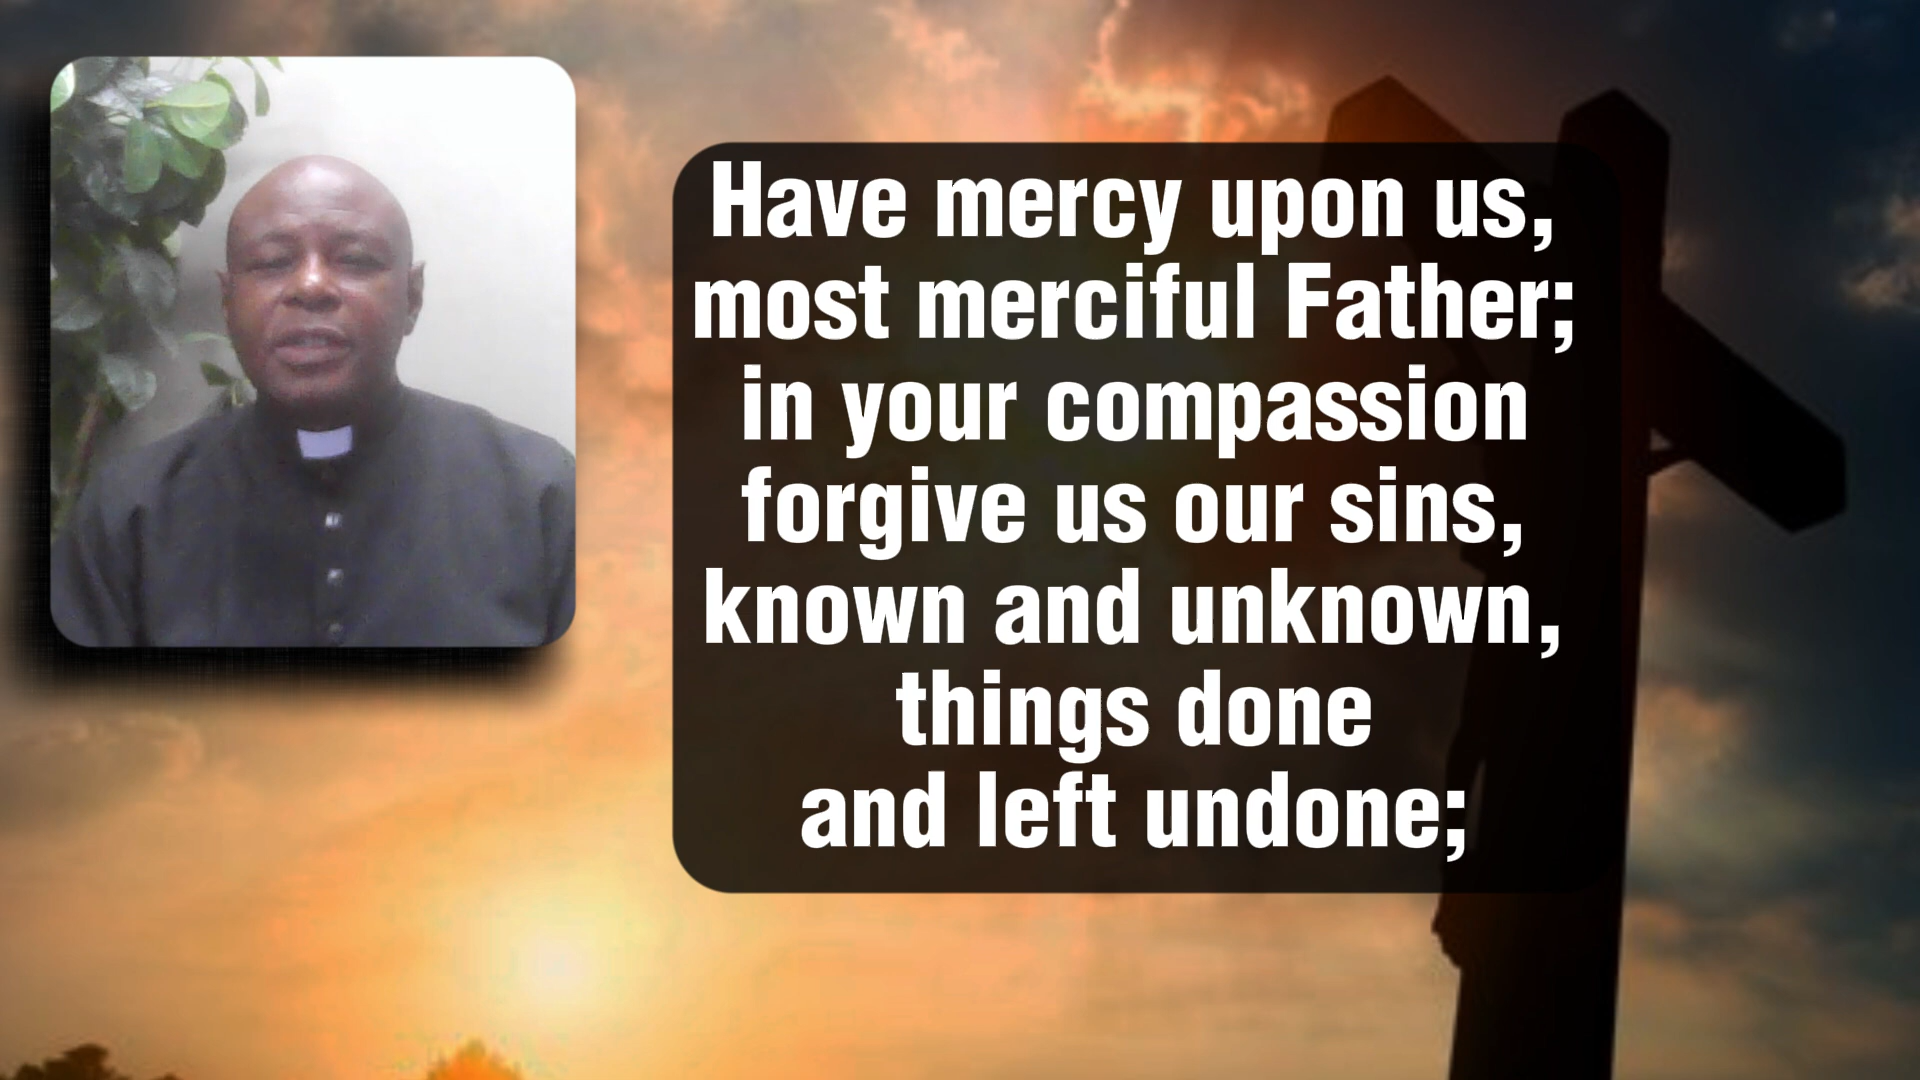 Have mercy upon us,
most merciful Father;
in your compassion
forgive us our sins,
known and unknown,
things done
and left undone;